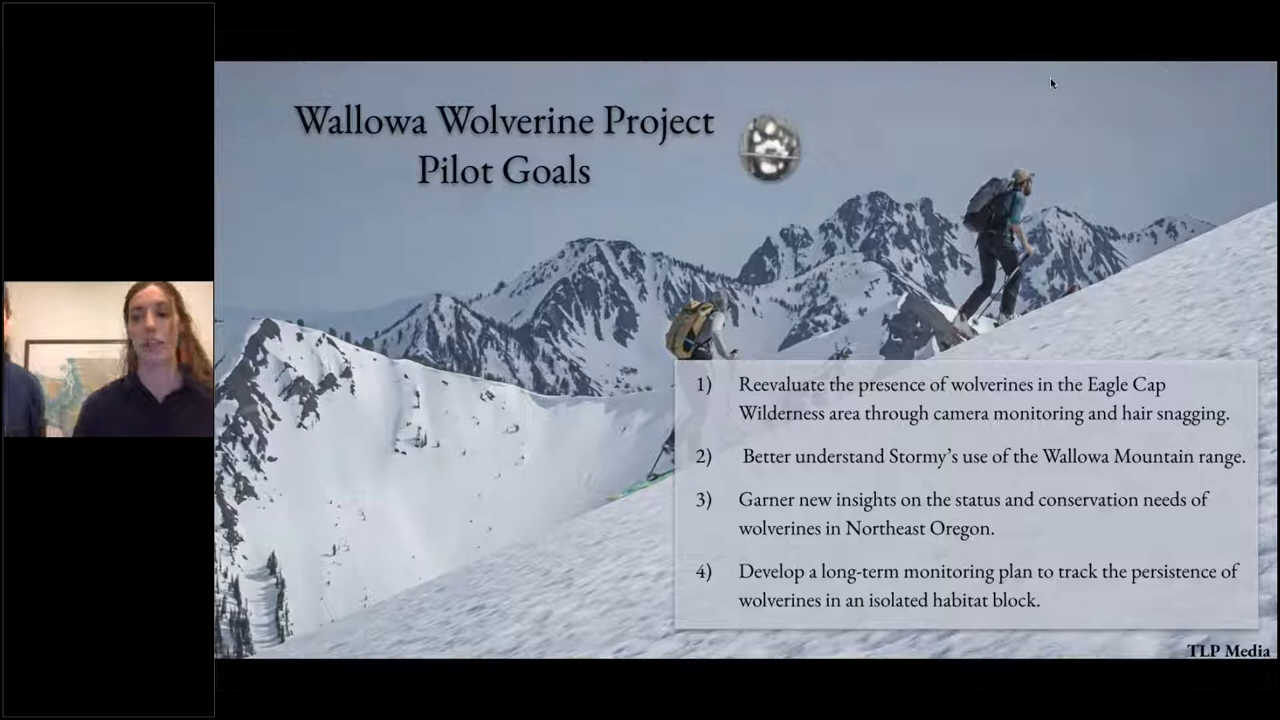 Wallowa Wolverine Project
Pilot Goals
1) Reevaluate the presence of wolverines in the Eagle Cap
Wilderness area through camera monitoring and hair snagging.
2) Better understand Stormy's use of the Wallowa Mountain range.
3) Garner new insights on the status and conservation needs of
wolverines in Northeast Oregon.
4) Develop a long-term monitoring plan to track the persistence of
wolverines in an isolated habitat block.
TLP Media